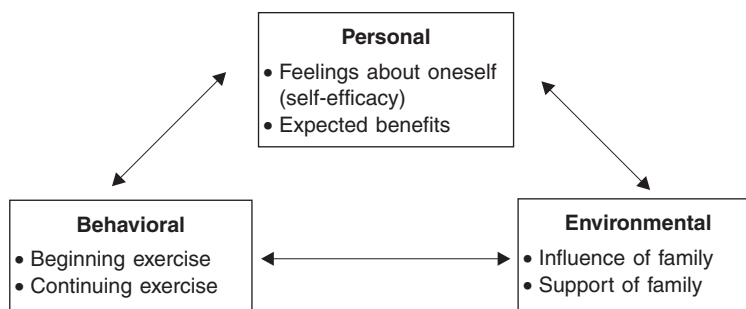 Personal
• Feelings about oneself
(self-efficacy)
• Expected benefits
Behavioral
• Beginning exercise
• Continuing exercise
Environmental
• Influence of family
• Support of family